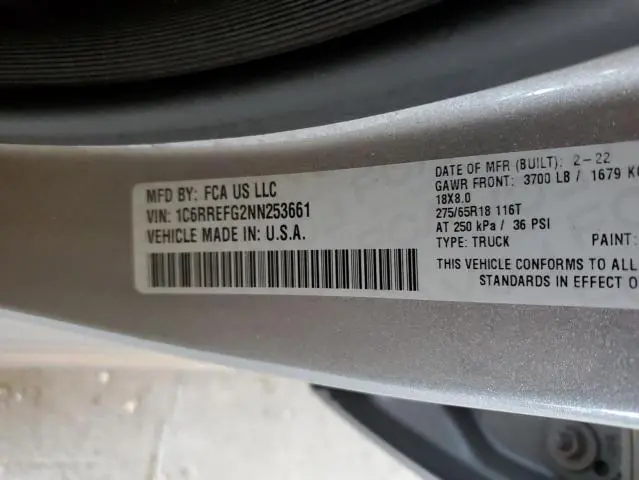 MFD BY: FCA US LLC
VIN: 1C6RREFG2NN253661
VEHICLE MADE IN: U.S.A.
DATE OF MFR (BUILT): 2-22
GAWR FRONT: 3700 LB / 1679 KG
18X8.0
275/65R18 116T
AT 250 kPa / 36 PSI
TYPE: TRUCK PAINT:
THIS VEHICLE CONFORMS TO ALL
STANDARDS IN EFFECT O